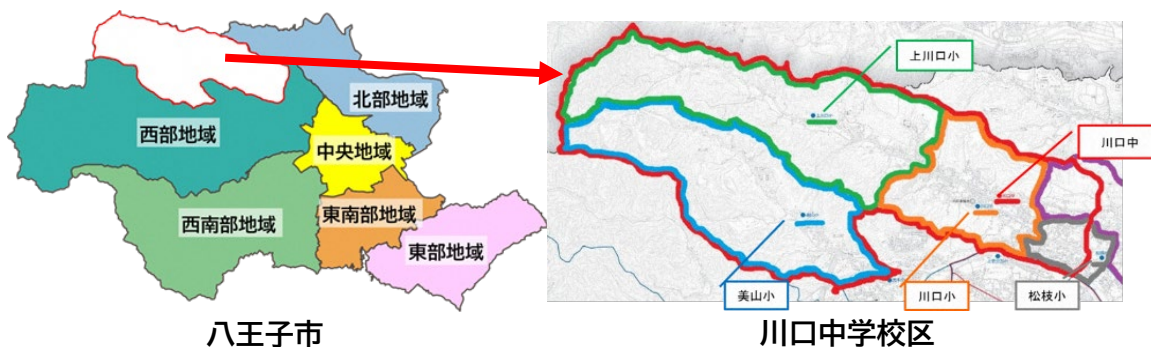 北部地域
西部地域
中央地域
西南部地域
東南部地域
東部地域
八王子市
上川口小
川口中
美山小
川口小
松枝小
川口中学校区